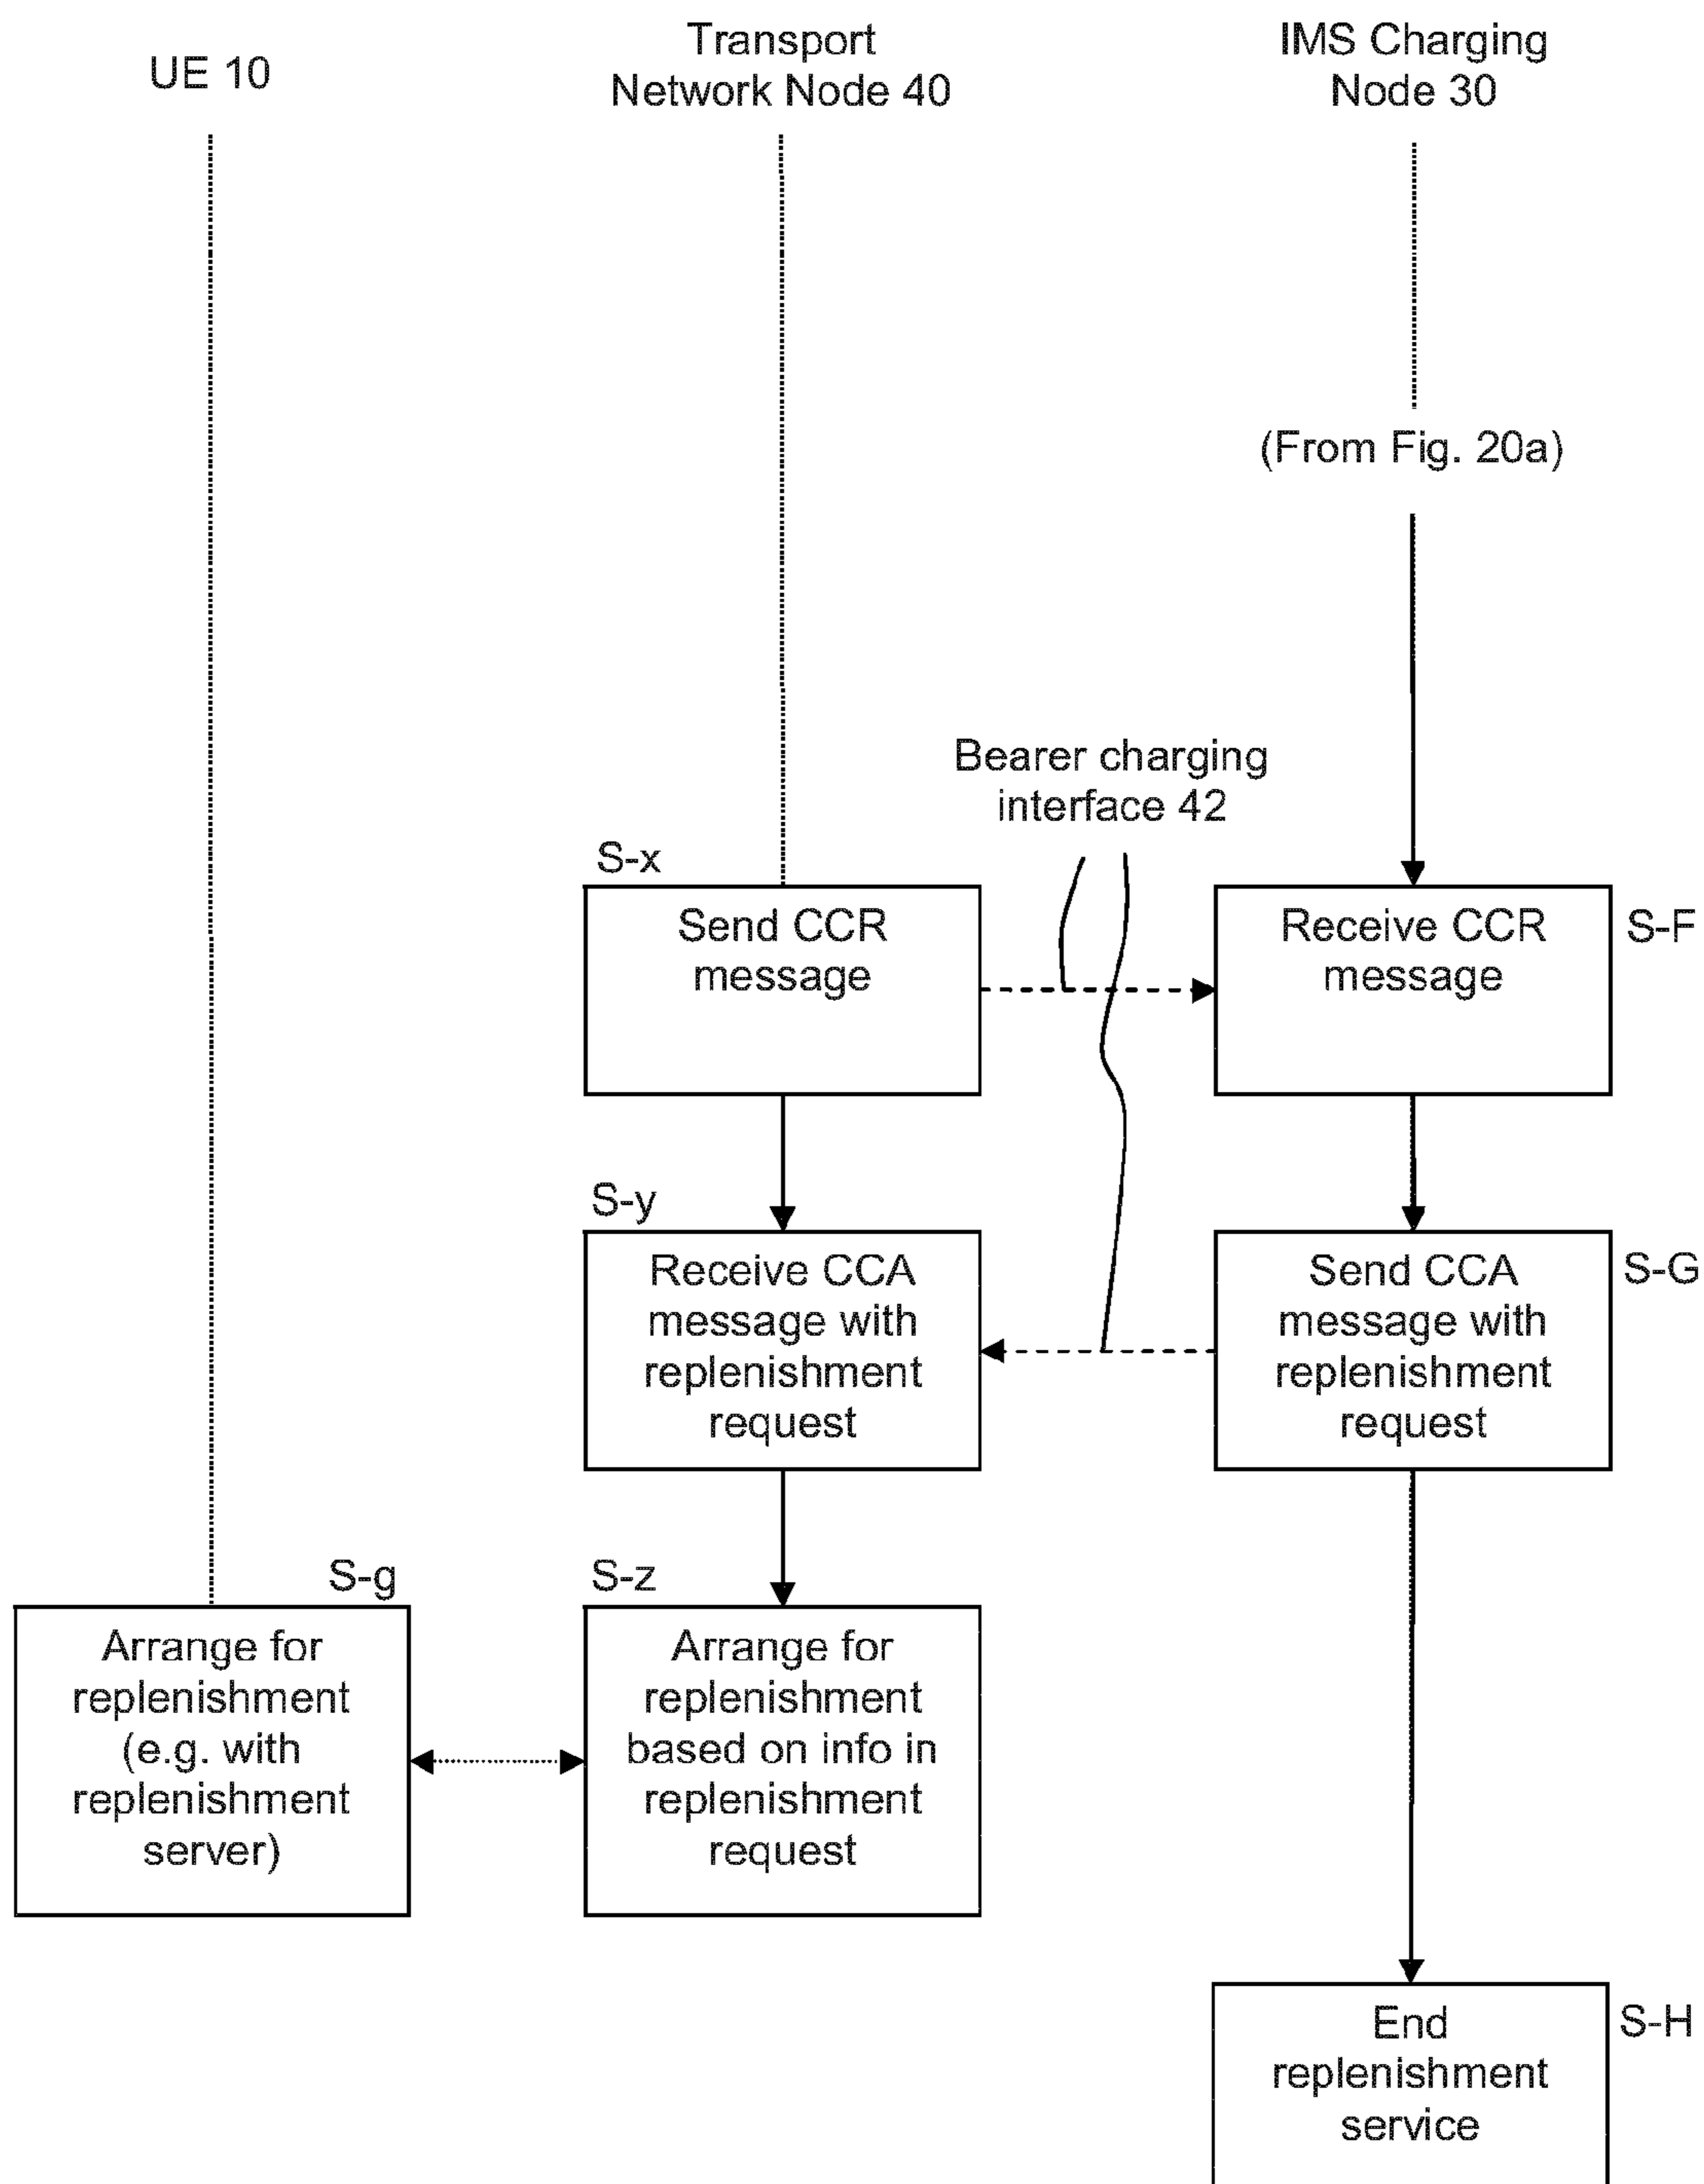 UE 10
Transport
Network Node 40
IMS Charging
Node 30
(From Fig. 20a)
Bearer charging
interface 42
S-x
Send CCR
message
Receive CCR
message
S-F
S-y
Receive CCA
message with
replenishment
request
Send CCA
message with
replenishment
request
S-G
S-g
Arrange for
replenishment
(e.g. with
replenishment
server)
S-z
Arrange for
replenishment
based on info in
replenishment
request
End
replenishment
service
S-H